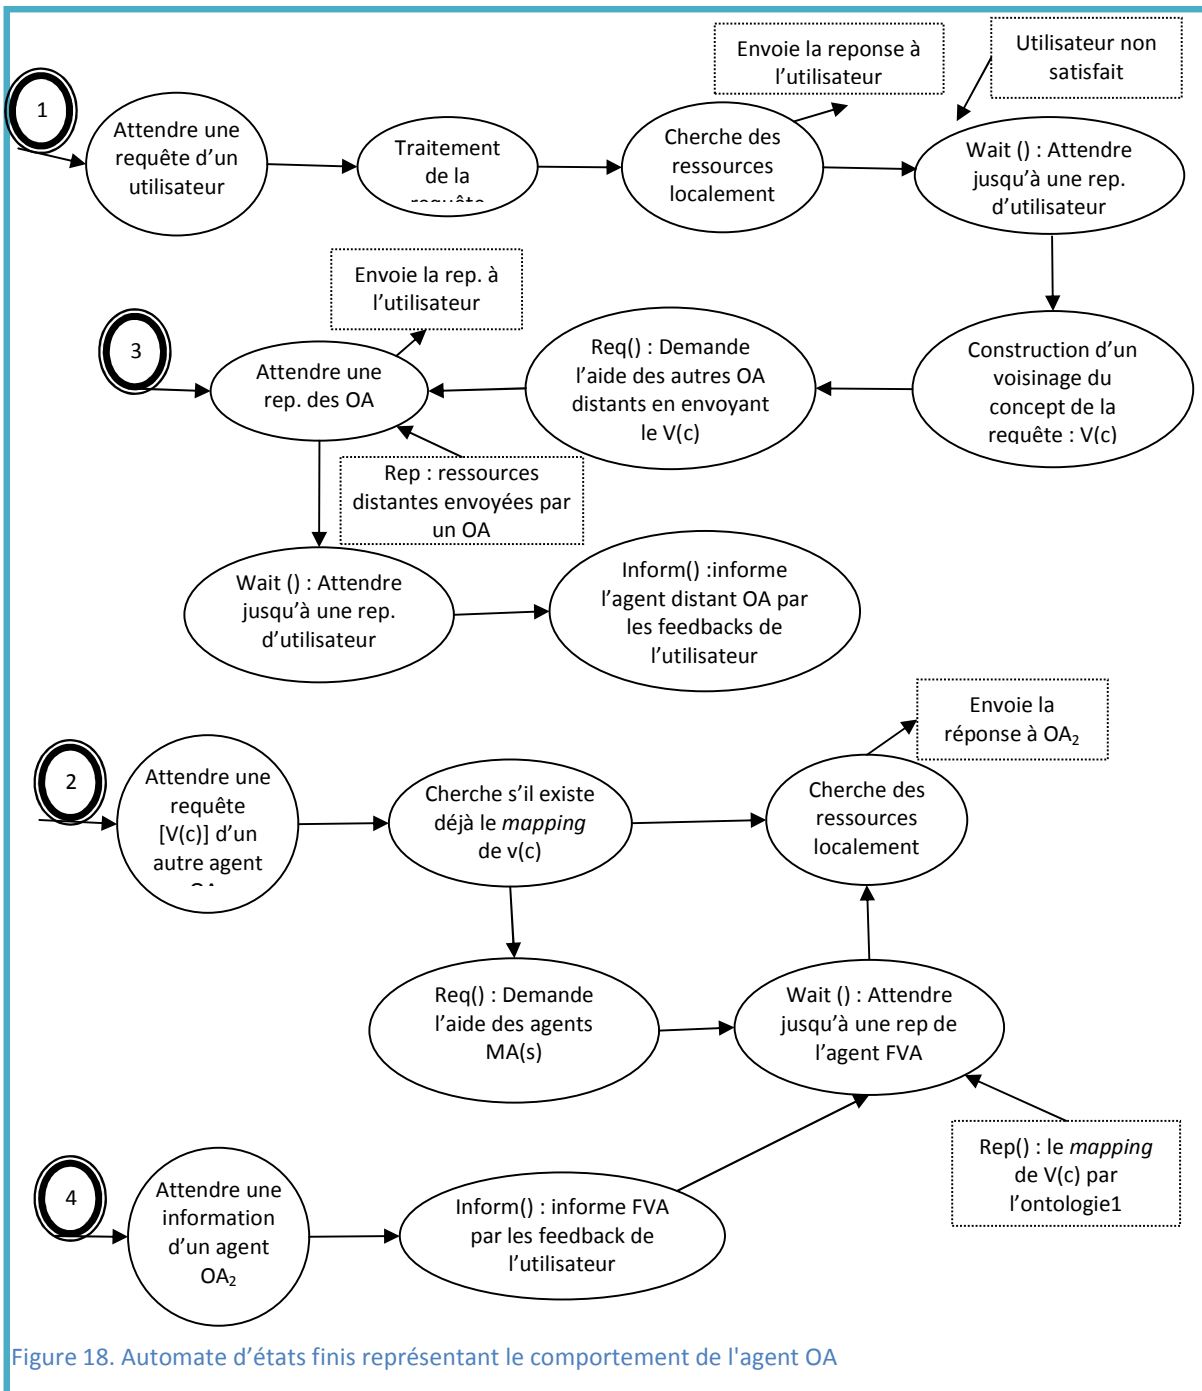 1
Attendre une
requête d’un
utilisateur
Traitement
de la
requête
Cherche des
ressources
localement
Envoie la reponse à
l’utilisateur
Utilisateur non
satisfait
Wait () : Attendre
jusqu’à une rep.
d’utilisateur
3
Attendre une
rep. des OA
Envoie la rep. à
l’utilisateur
Req() : Demande
l’aide des autres OA
distants en envoyant
le V(c)
Construction d’un
voisinage du
concept de la
requête : V(c)
Rep : ressources
distantes envoyées par
un OA
Wait () : Attendre
jusqu’à une rep.
d’utilisateur
Inform() :informe
l’agent distant OA par
les feedbacks de
l’utilisateur
2
Attendre une
requête
[V(c)] d’un
autre agent
Cherche s’il existe
déjà le mapping
de v(c)
Cherche des
ressources
localement
Envoie la
réponse à OA2
Req() : Demande
l’aide des agents
MA(s)
Wait () : Attendre
jusqu’à une rep de
l’agent FVA
Rep() : le mapping
de V(c) par
l’ontologie1
4
Attendre une
information
d’un agent
OA2
Inform() : informe FVA
par les feedback de
l’utilisateur
Figure 18. Automate d’états finis représentant le comportement de l'agent OA